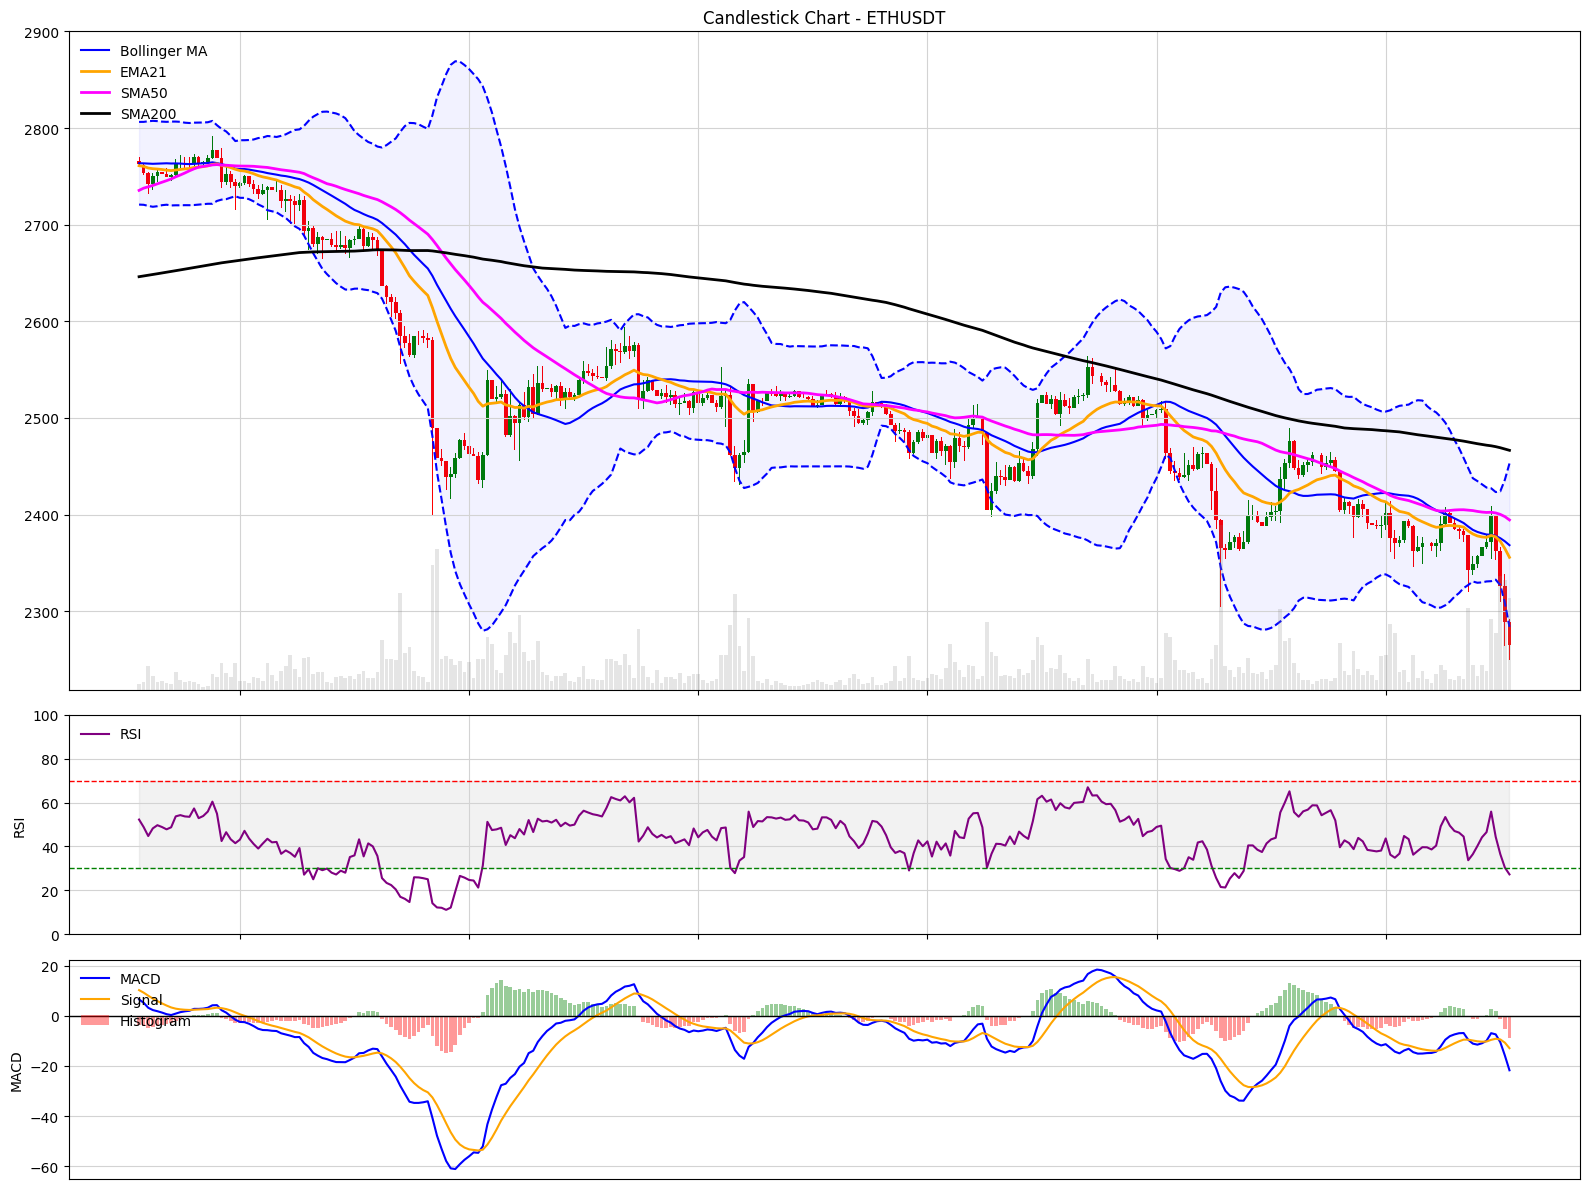 Candlestick Chart - ETHUSDT
2900
2800
2700
2600
2500
2400
2300
Bollinger MA
EMA21
SMA50
SMA200
100
80
60
40
20
0
RSI
RSI
20
0
−20
−40
−60
MACD
MACD
Signal
Histogram